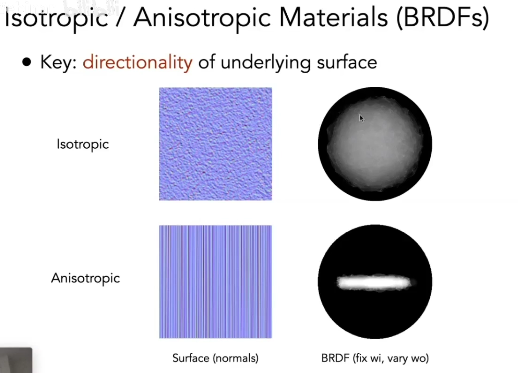 Isotropic / Anisotropic Materials (BRDFs)
• Key: directionality of underlying surface
Isotropic
Anisotropic
Surface (normals)
BRDF (fix wi, vary wo)